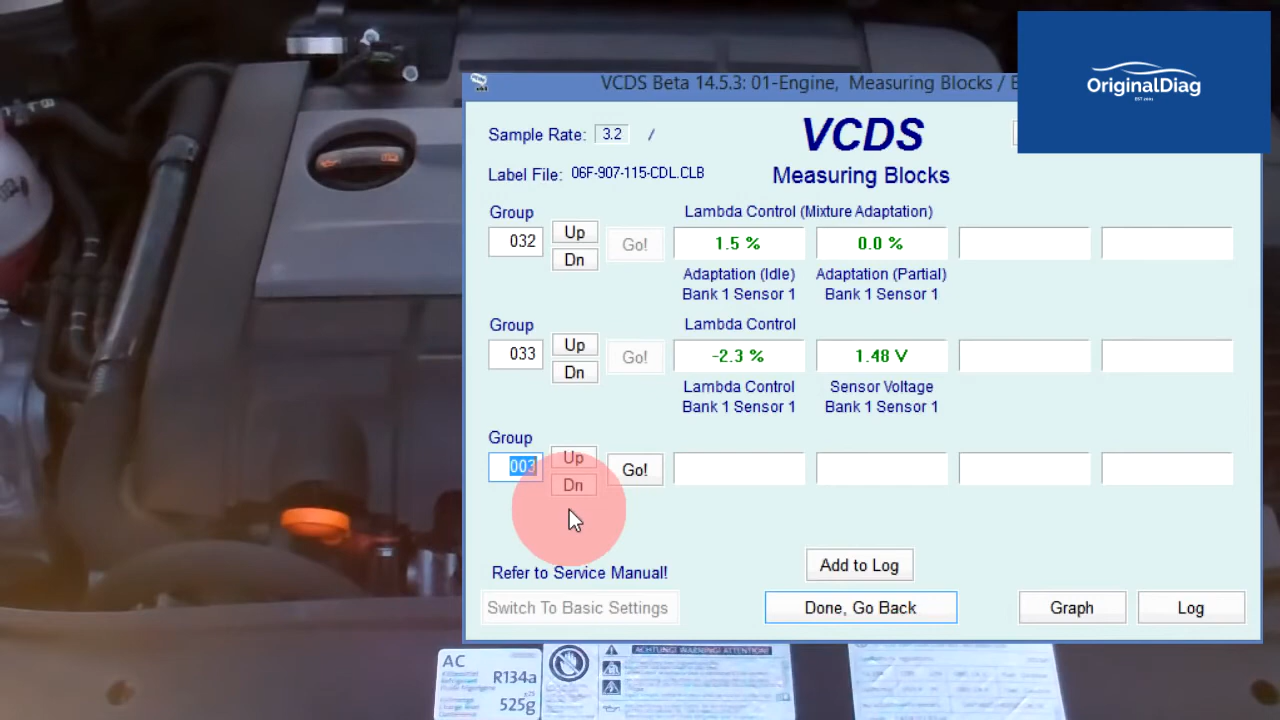 VCDS Beta 14.5.3: 01-Engine, Measuring Blocks /
OriginalDiag
Sample Rate: 3.2 /
VCDS
Label File: 06F-907-115-CDL.CLB
Measuring Blocks
Group
Lambda Control (Mixture Adaptation)
032
Up
Dn
Go!
1.5 %
0.0 %
Adaptation (Idle)
Bank 1 Sensor 1
Adaptation (Partial)
Bank 1 Sensor 1
Group
Lambda Control
033
Up
Dn
Go!
-2.3 %
1.48 V
Lambda Control
Bank 1 Sensor 1
Sensor Voltage
Bank 1 Sensor 1
Group
003
Up
Dn
Go!
Refer to Service Manual!
Add to Log
Switch To Basic Settings
Done, Go Back
Graph
Log
AC
R134a
525g
ACHTUNG! WARNING! ATTENTION!